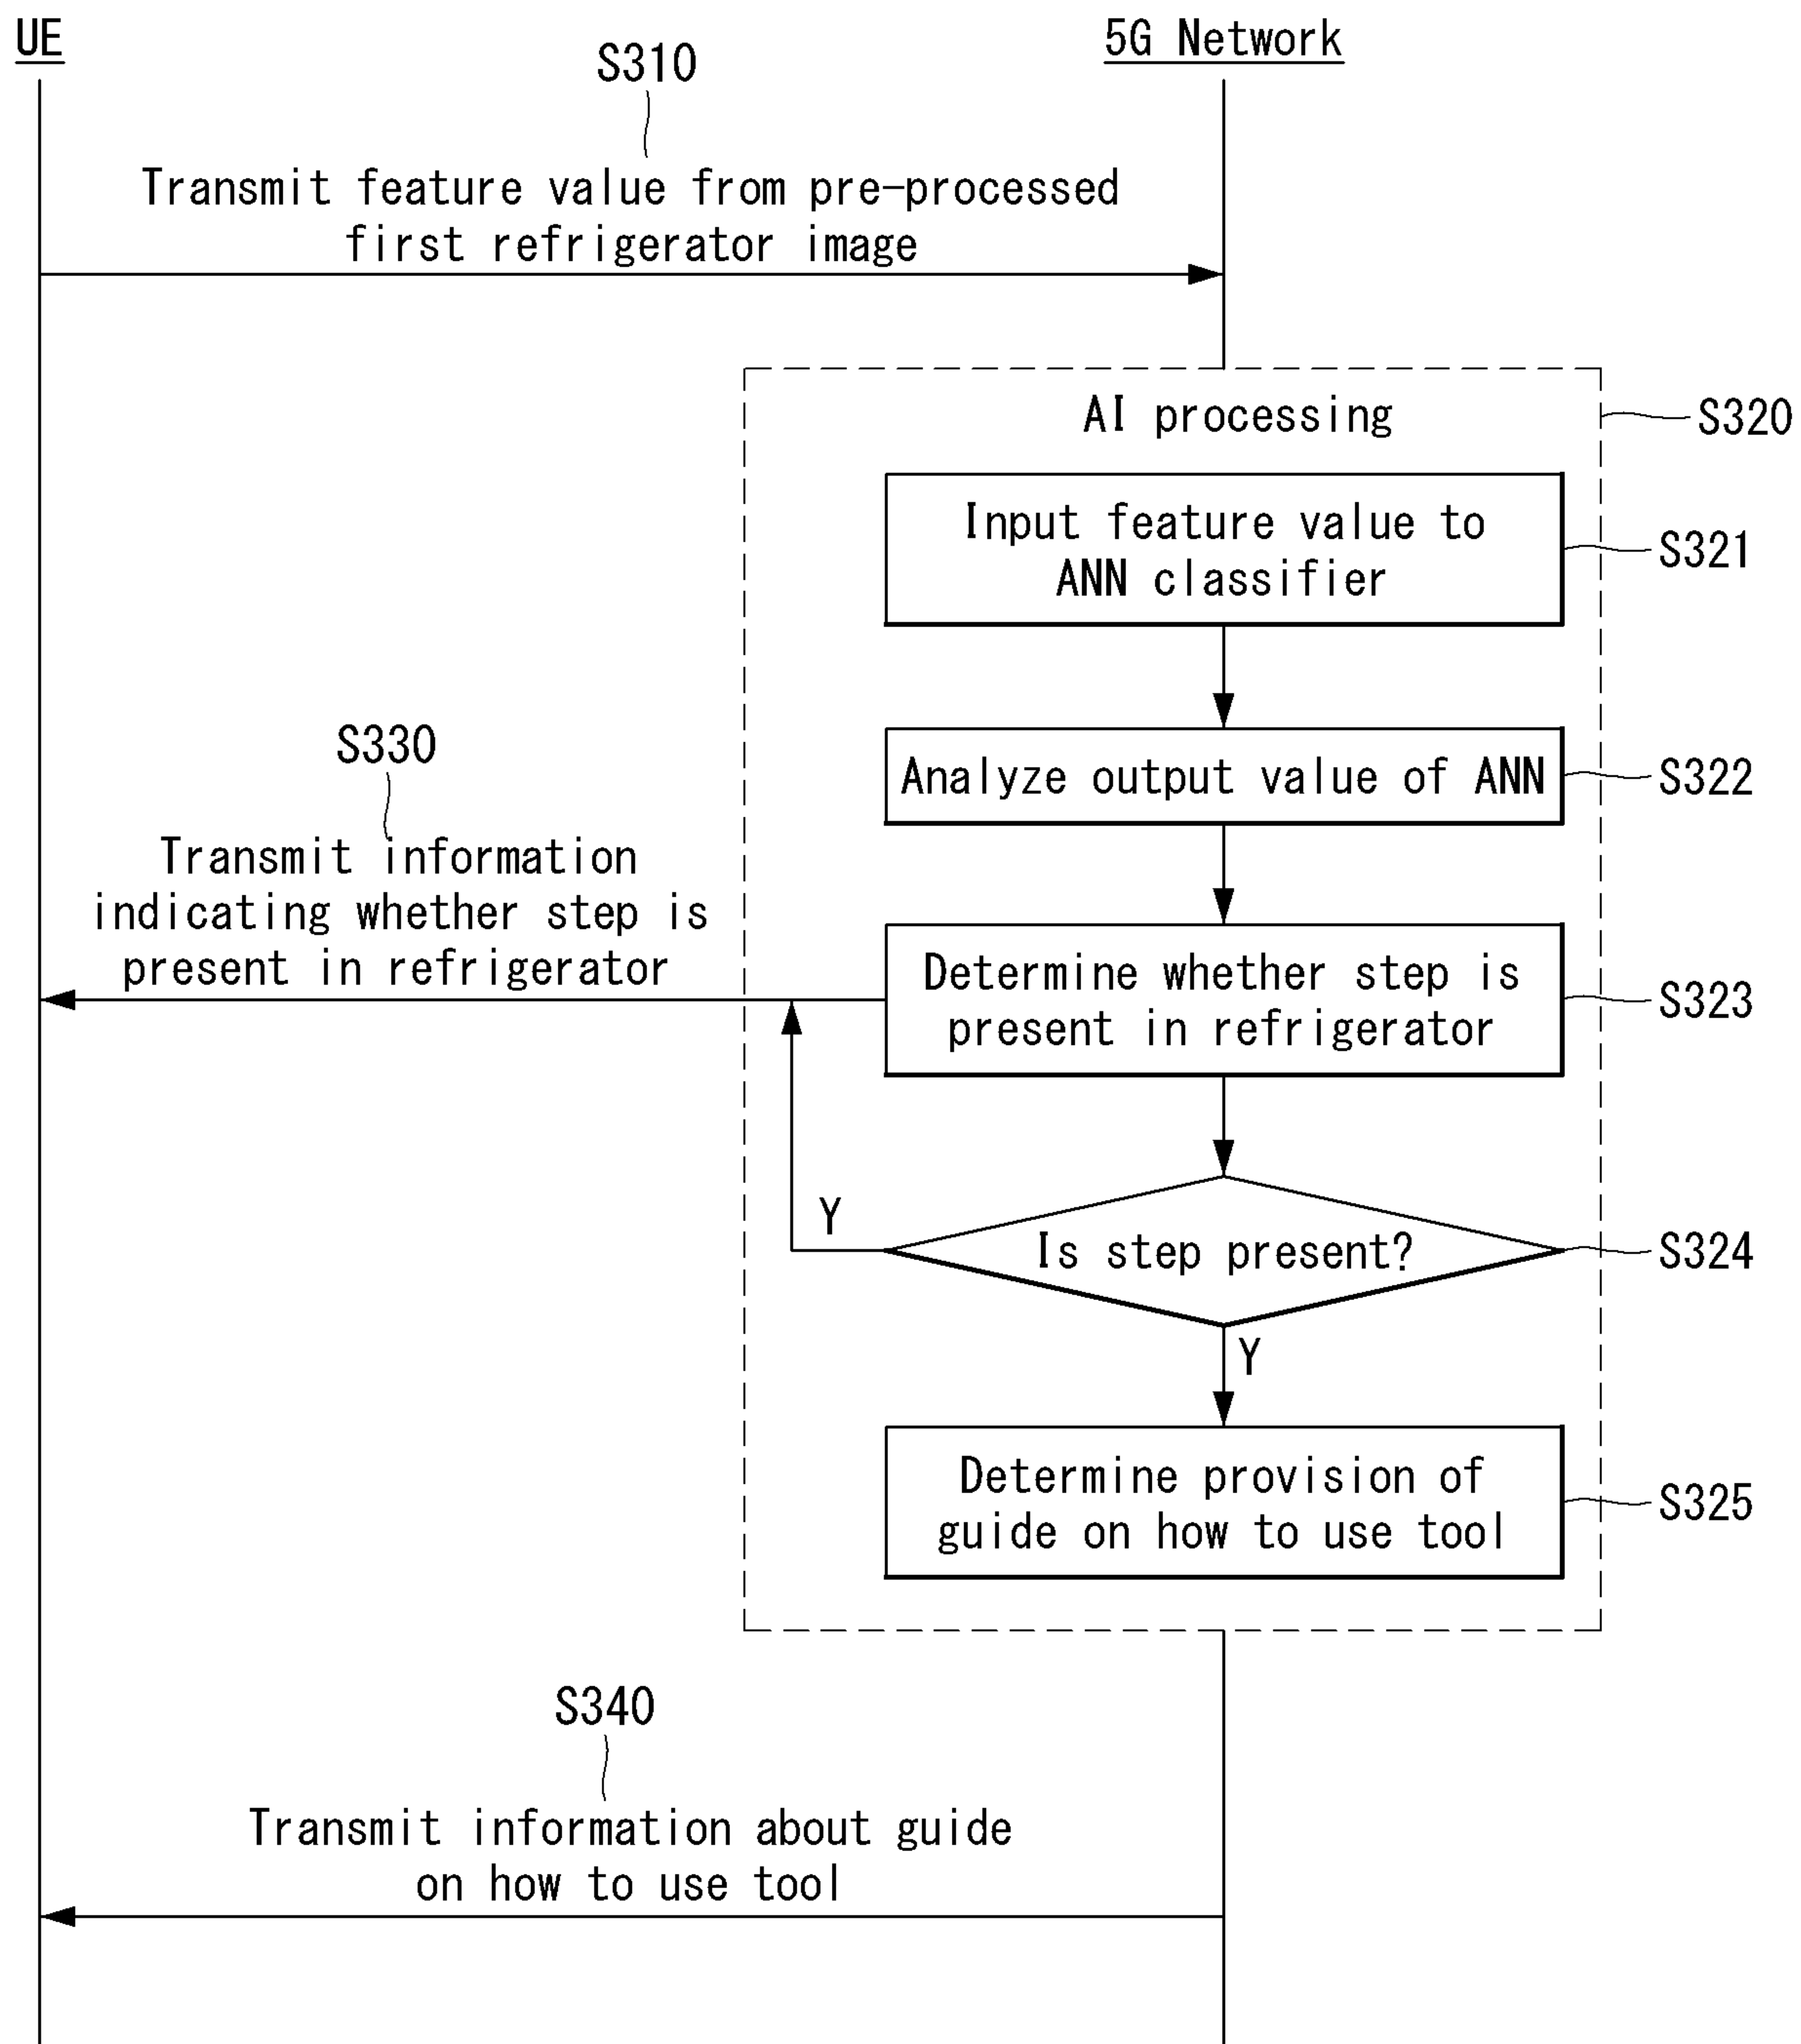 UE
5G Network
S310
Transmit feature value from pre-processed
first refrigerator image
AI processing
S320
Input feature value to
ANN classifier
S321
Analyze output value of ANN
S322
S330
Transmit information
indicating whether step is
present in refrigerator
Determine whether step is
present in refrigerator
S323
Y
Is step present?
S324
Y
Determine provision of
guide on how to use tool
S325
S340
Transmit information about guide
on how to use tool